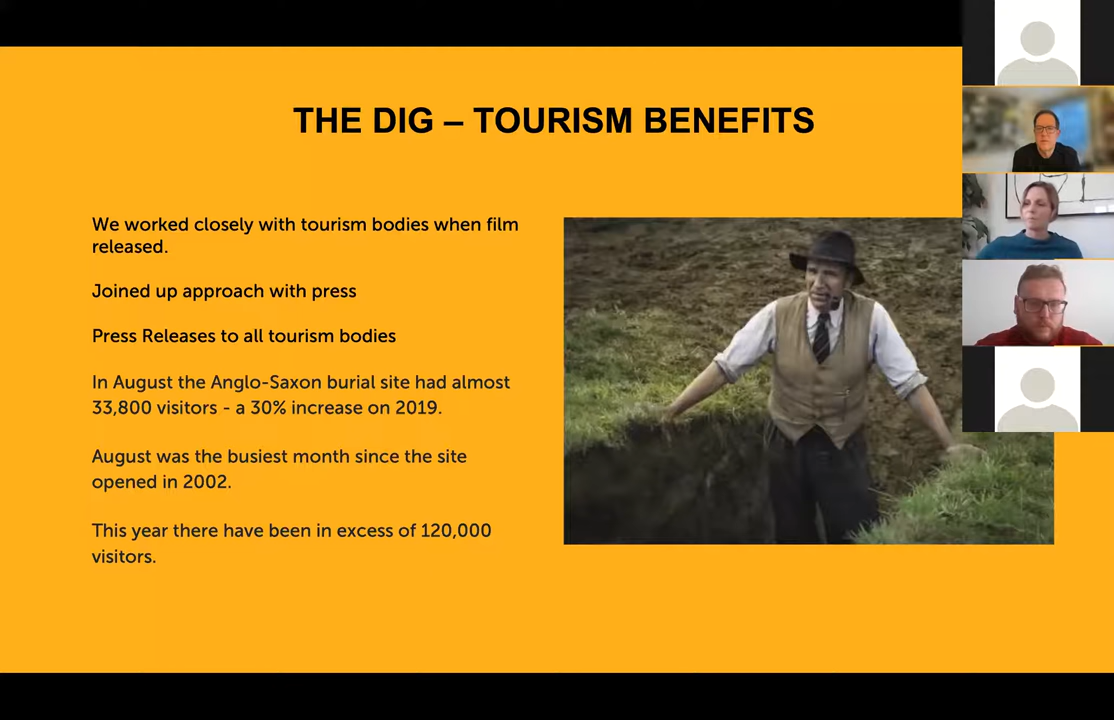 THE DIG – TOURISM BENEFITS
We worked closely with tourism bodies when film
released.
Joined up approach with press
Press Releases to all tourism bodies
In August the Anglo-Saxon burial site had almost
33,800 visitors - a 30% increase on 2019.
August was the busiest month since the site
opened in 2002.
This year there have been in excess of 120,000
visitors.